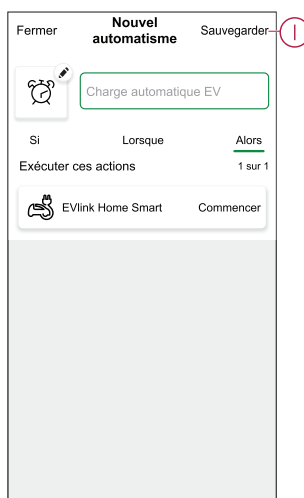 Fermer
Nouvel automatisme
Sauvegarder
I
Charge automatique EV
Si Lorsque Alors
Exécuter ces actions 1 sur 1
EVlink Home Smart Commencer